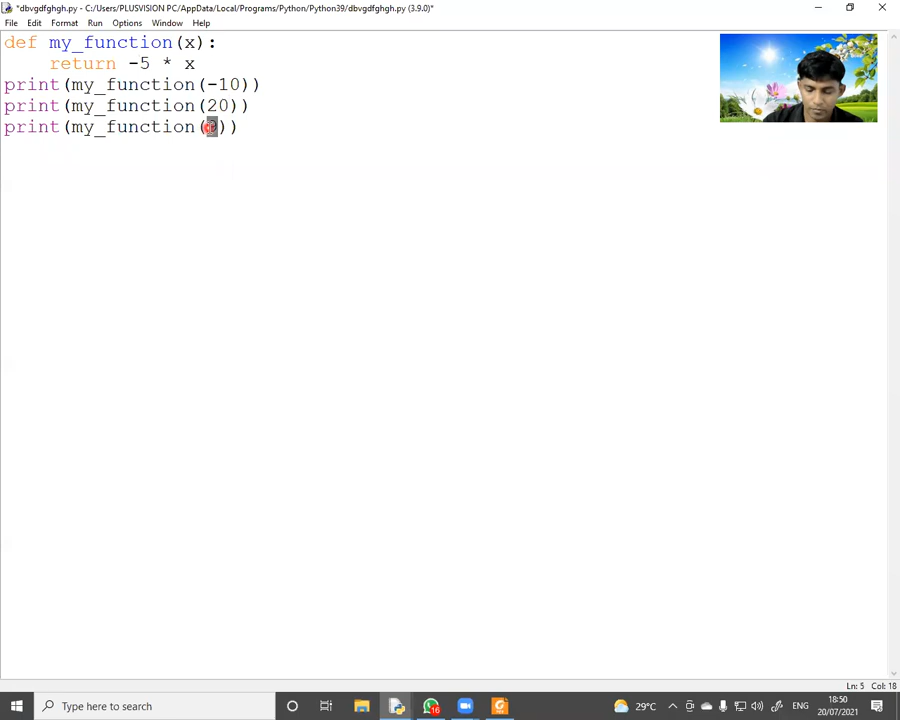 *dbvgdfghgh.py - C:/Users/PLUSVISION PC/AppData/Local/Programs/Python/Python39/dbvgdfghgh.py (3.9.0)*
File Edit Format Run Options Window Help
def my_function(x):
    return -5 * x
print(my_function(-10))
print(my_function(20))
print(my_function( ))
Ln: 5 Col: 18
Type here to search
16
29°C
ENG
18:50
20/07/2021